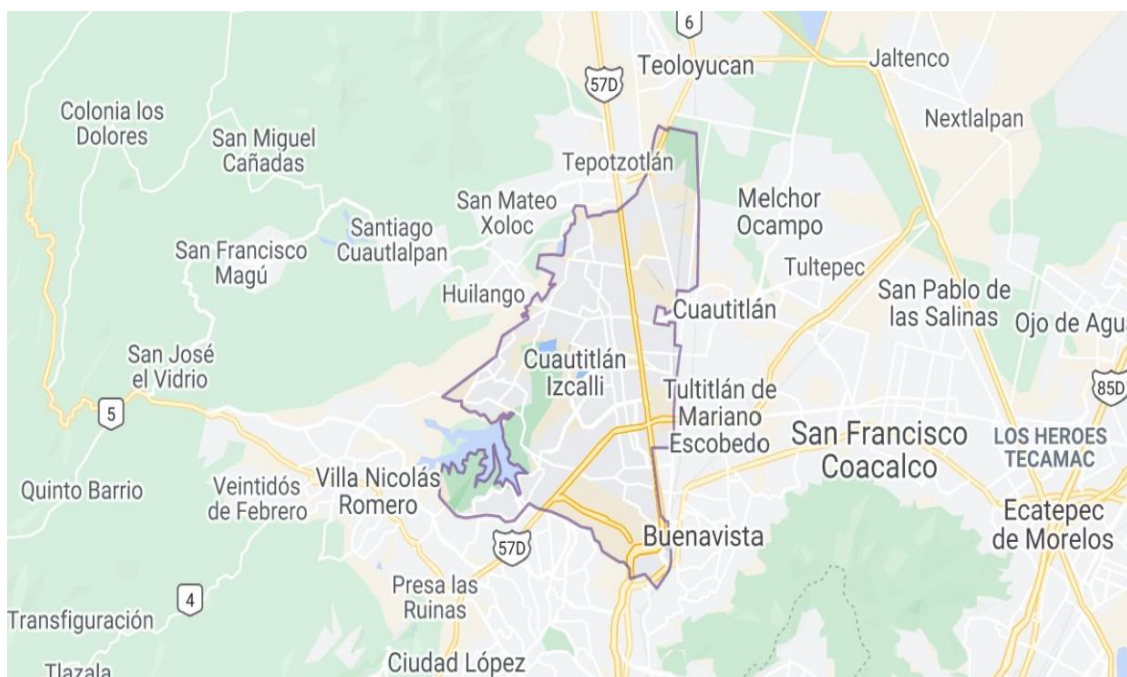 6
Teoloyucan
Jaltenco
57D
Colonia los
Dolores
San Miguel
Cañadas
Nextlalpan
Tepotzotlán
San Mateo
Xoloc
Melchor
Ocampo
Santiago
Cuautlalpan
San Francisco
Magú
Tultepec
Huilango
Cuautitlán
San Pablo de
las Salinas
Ojo de Agu
San José
el Vidrio
Cuautitlán
Izcalli
Tultitlán de
Mariano
Escobedo
85D
5
San Francisco
Coacalco
LOS HEROES
TECAMAC
Quinto Barrio
Veintidós
de Febrero
Villa Nicolás
Romero
Ecatepec
de Morelos
57D
Buenavista
Presa las
Ruinas
4
Transfiguración
Ciudad López
Tlazala